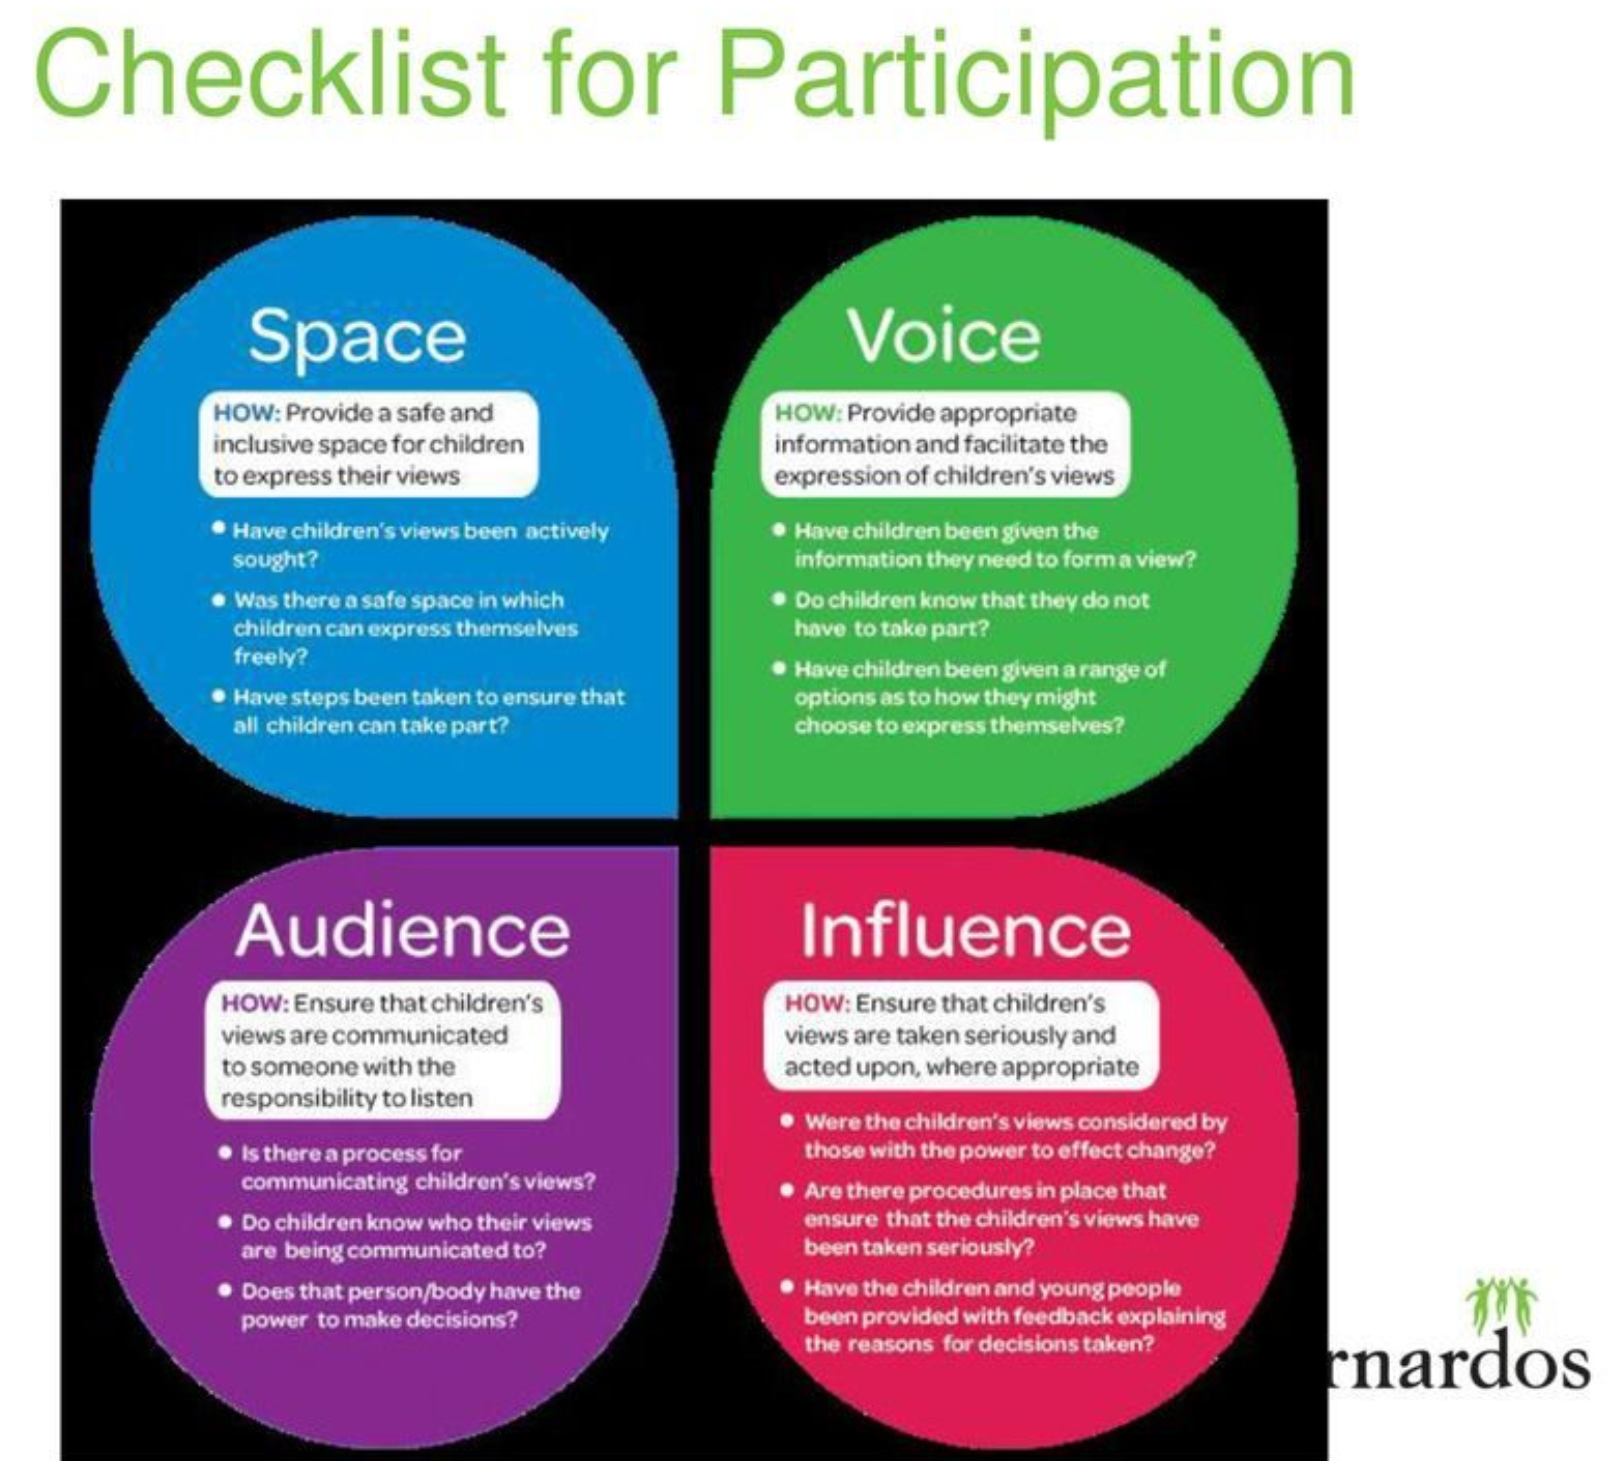 Checklist for Participation
Space
HOW: Provide a safe and
inclusive space for children
to express their views
• Have children's views been actively
sought?
• Was there a safe space in which
children can express themselves
freely?
• Have steps been taken to ensure that
all children can take part?
Voice
HOW: Provide appropriate
information and facilitate the
expression of children's views
• Have children been given the
information they need to form a view?
• Do children know that they do not
have to take part?
• Have children been given a range of
options as to how they might
choose to express themselves?
Audience
HOW: Ensure that children's
views are communicated
to someone with the
responsibility to listen
• Is there a process for
communicating children's views?
• Do children know who their views
are being communicated to?
• Does that person/body have the
power to make decisions?
Influence
HOW: Ensure that children's
views are taken seriously and
acted upon, where appropriate
• Were the children's views considered by
those with the power to effect change?
• Are there procedures in place that
ensure that the children's views have
been taken seriously?
• Have the children and young people
been provided with feedback explaining
the reasons for decisions taken?
rnardos